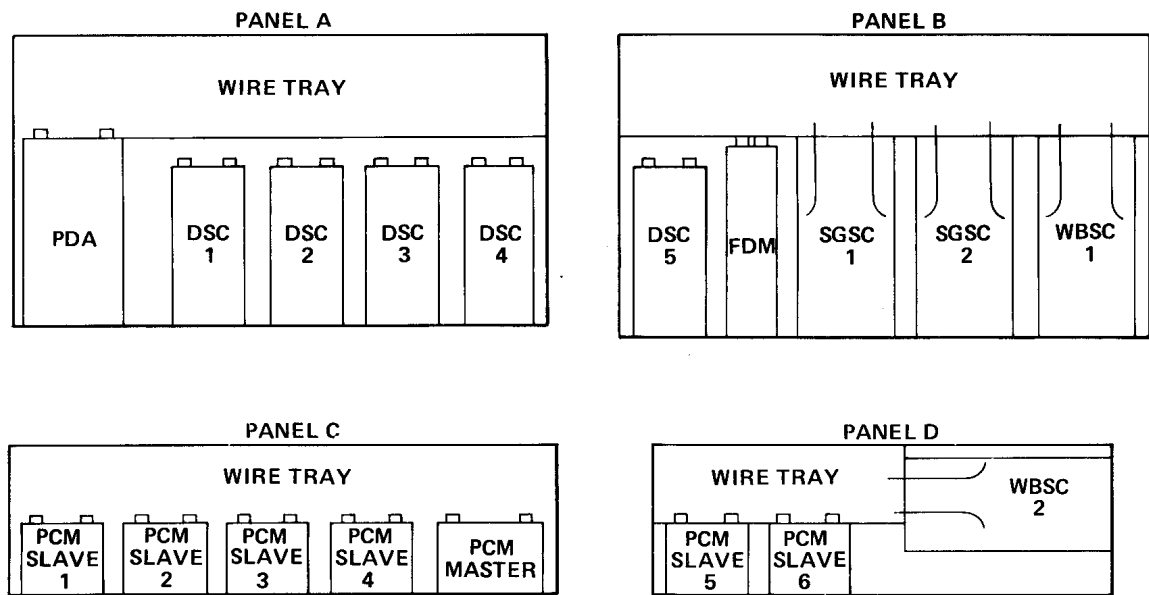 PANEL A
WIRE TRAY
PDA
DSC
1
DSC
2
DSC
3
DSC
4
PANEL B
WIRE TRAY
DSC
5
FDM
SGSC
1
SGSC
2
WBSC
1
PANEL C
WIRE TRAY
PCM
SLAVE
1
PCM
SLAVE
2
PCM
SLAVE
3
PCM
SLAVE
4
PCM
MASTER
PANEL D
WIRE TRAY
WBSC
2
PCM
SLAVE
5
PCM
SLAVE
6